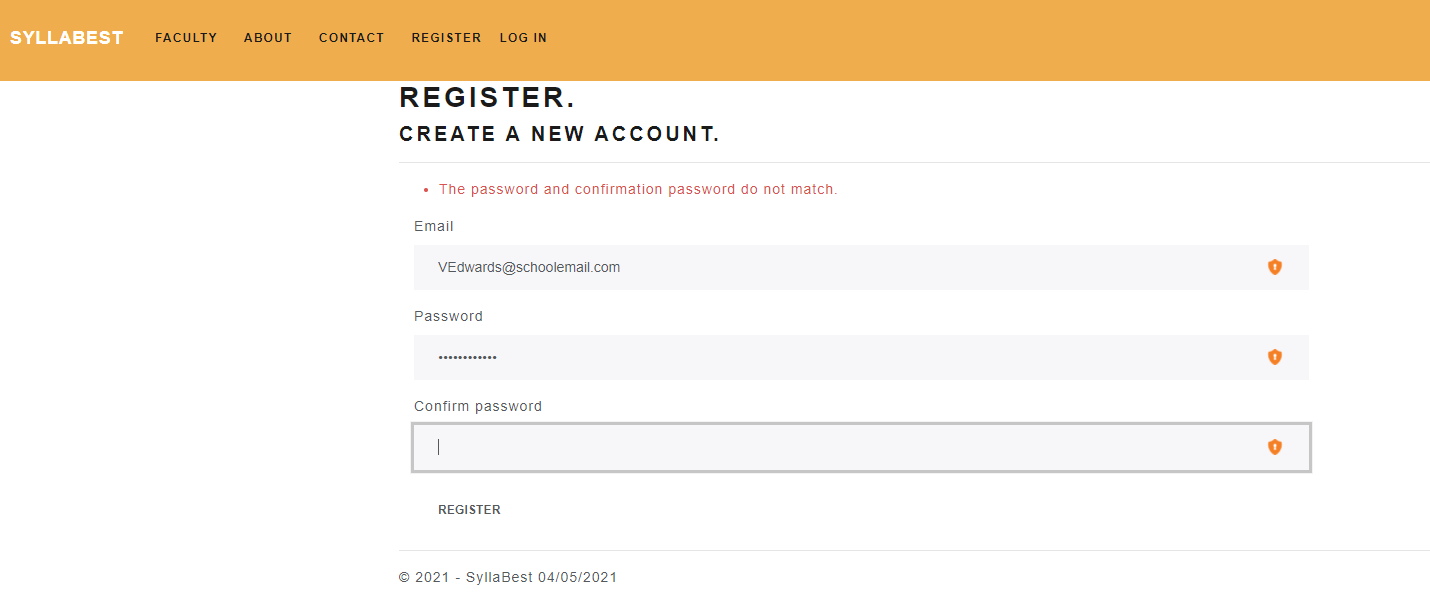 SYLLABEST FACULTY ABOUT CONTACT REGISTER LOG IN
REGISTER.
CREATE A NEW ACCOUNT.
• The password and confirmation password do not match.
Email
VEdwards@schoolemail.com
Password
••••••••••••
Confirm password
REGISTER
© 2021 - SyllaBest 04/05/2021